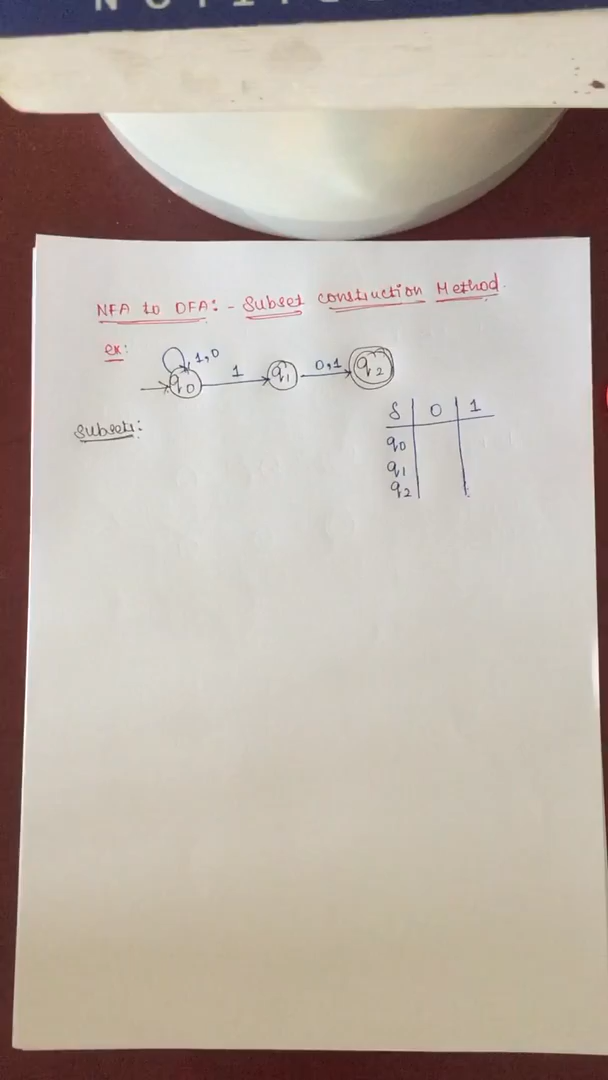 NFA to DFA:- Subset construction Method.
ex:
1,0
q0 1 q1 0,1 q2
Subsets:
δ 0 1
q0
q1
q2